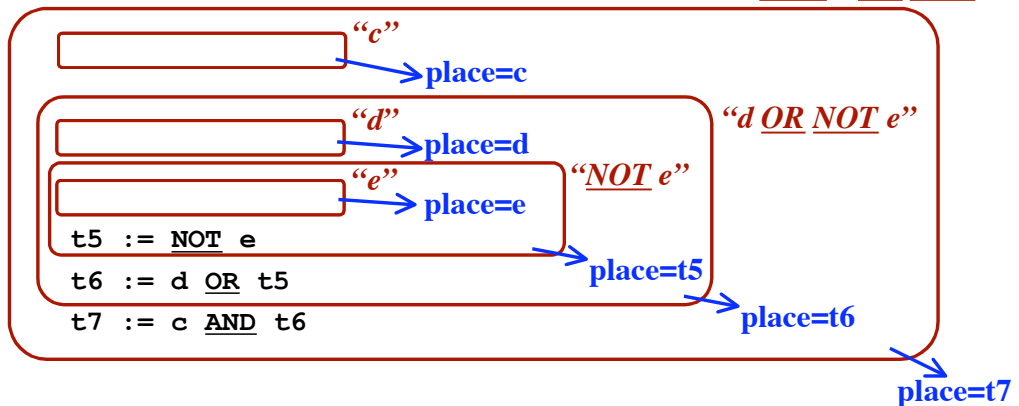 “c”
place=c
“d”
“d OR NOT e”
place=d
“e”
“NOT e”
place=e
t5 := NOT e
place=t5
t6 := d OR t5
place=t6
t7 := c AND t6
place=t7